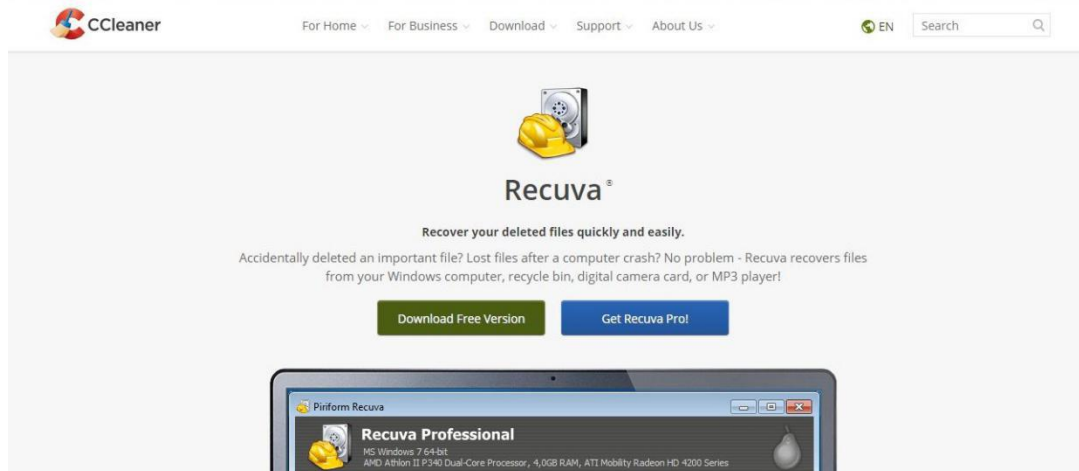 CCleaner
For Home For Business Download Support About Us EN Search
Recuva®
Recover your deleted files quickly and easily.
Accidentally deleted an important file? Lost files after a computer crash? No problem - Recuva recovers files
from your Windows computer, recycle bin, digital camera card, or MP3 player!
Download Free Version Get Recuva Pro!
Piriform Recuva
Recuva Professional
MS Windows 7 64-bit
AMD Athlon II P340 Dual-Core Processor, 4,0GB RAM, ATI Mobility Radeon HD 4200 Series